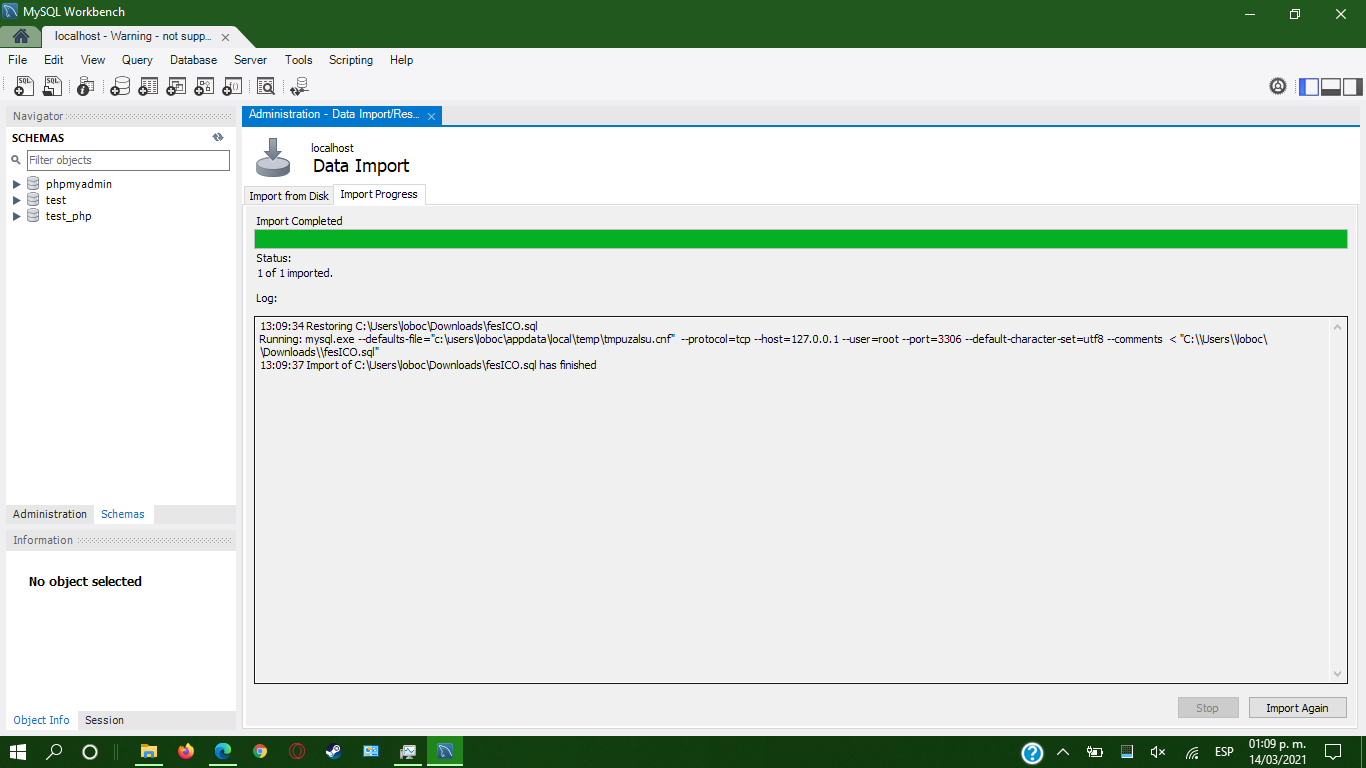 MySQL Workbench
localhost - Warning - not supp...
File Edit View Query Database Server Tools Scripting Help
Navigator
SCHEMAS
Filter objects
phpmyadmin
test
test_php
Administration Schemas
Information
No object selected
Object Info Session
Administration - Data Import/Res...
localhost
Data Import
Import from Disk Import Progress
Import Completed
Status:
1 of 1 imported.
Log:
13:09:34 Restoring C:\Users\loboc\Downloads\fesICO.sql
Running: mysql.exe --defaults-file="c:\users\loboc\appdata\local\temp\tmpuzalsu.cnf" --protocol=tcp --host=127.0.0.1 --user=root --port=3306 --default-character-set=utf8 --comments < "C:\\Users\\loboc\
\Downloads\\fesICO.sql"
13:09:37 Import of C:\Users\loboc\Downloads\fesICO.sql has finished
Stop Import Again
ESP
01:09 p. m.
14/03/2021